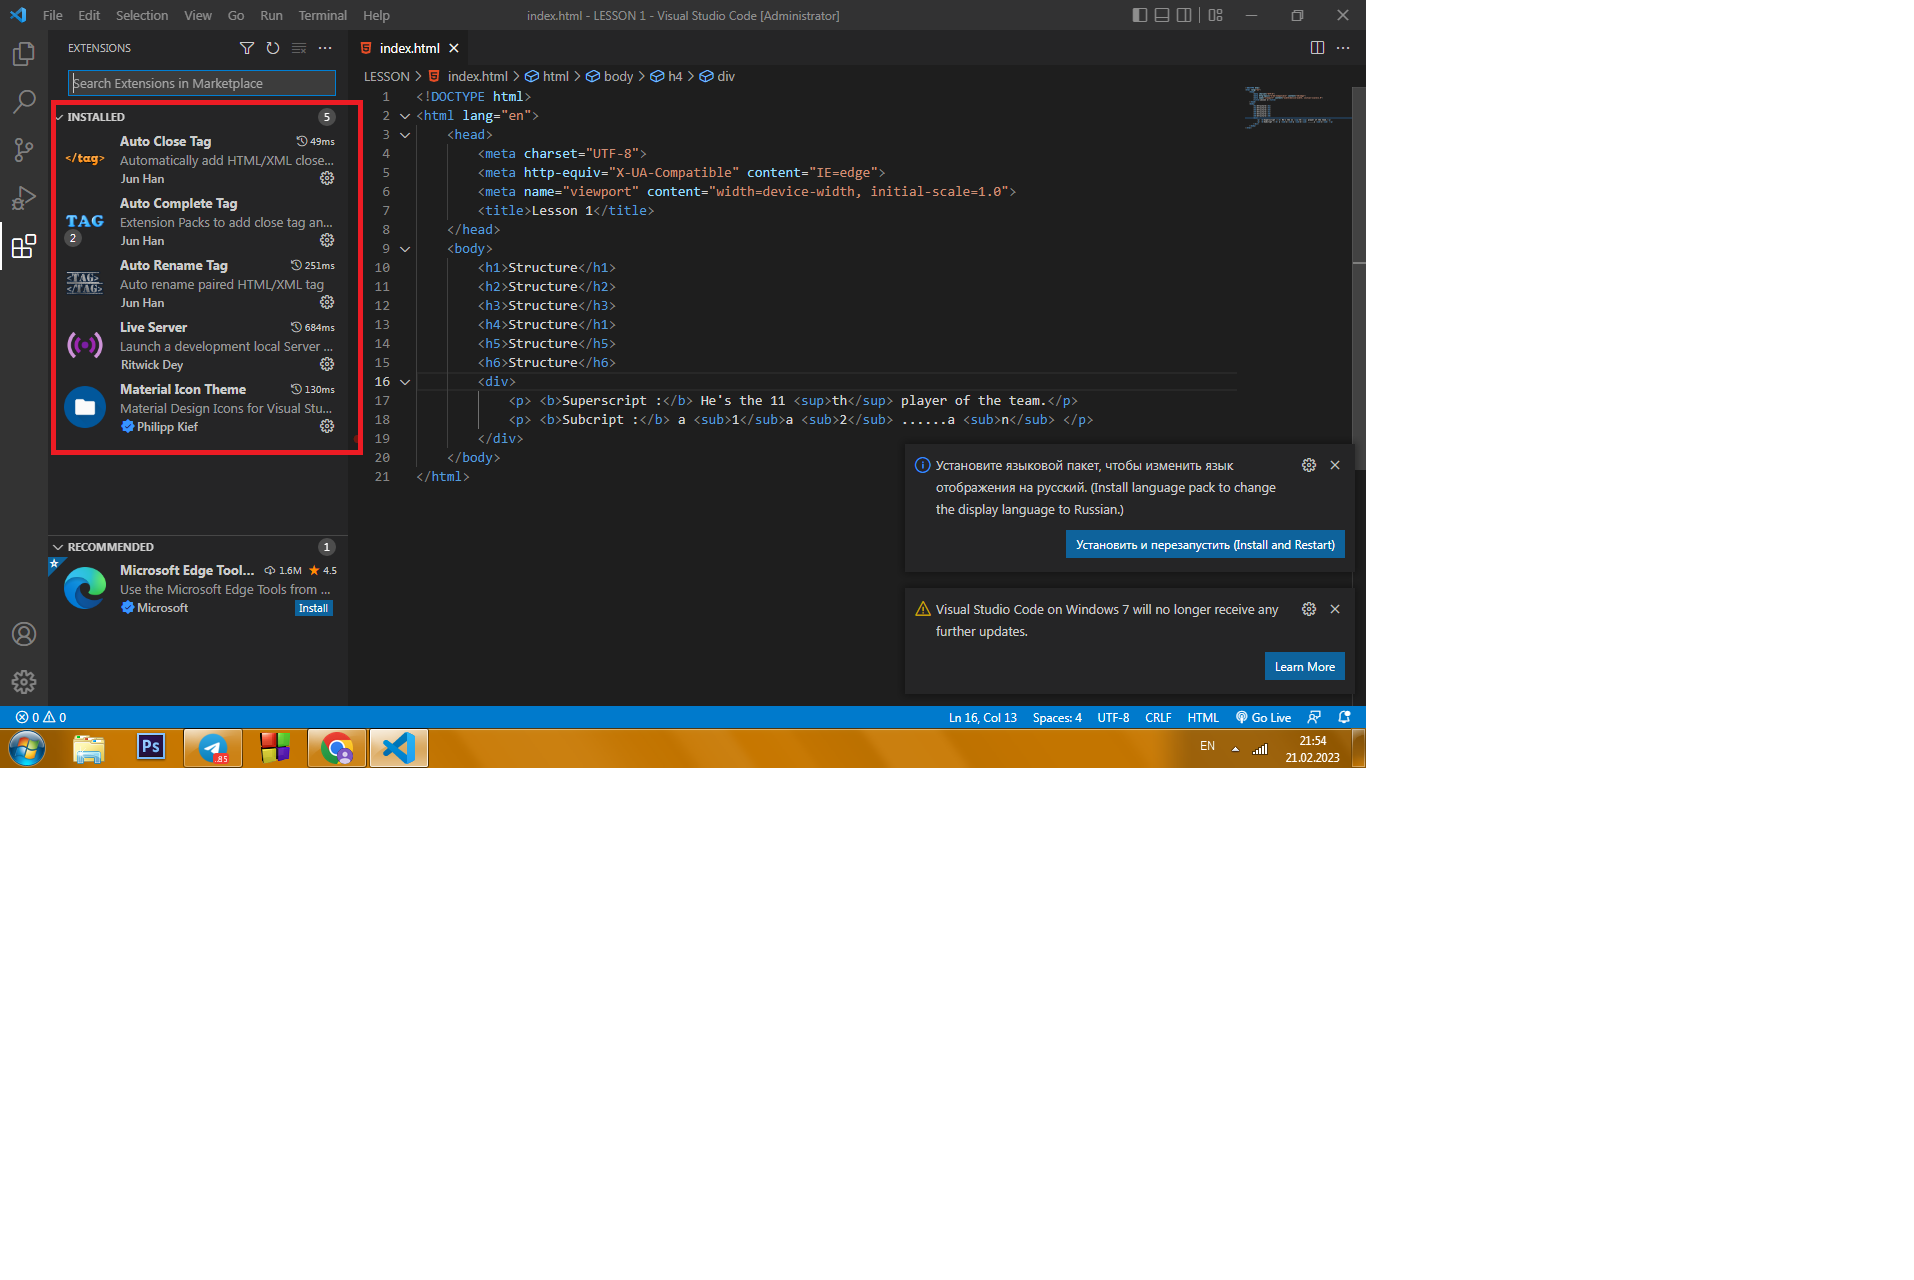 File Edit Selection View Go Run Terminal Help index.html - LESSON 1 - Visual Studio Code [Administrator]
EXTENSIONS
Search Extensions in Marketplace
INSTALLED 5
</tag>
Auto Close Tag 49ms
Automatically add HTML/XML close...
Jun Han
TAG
2
Auto Complete Tag
Extension Packs to add close tag an...
Jun Han
<TAG>
</TAG>
Auto Rename Tag 251ms
Auto rename paired HTML/XML tag
Jun Han
Live Server 684ms
Launch a development local Server ...
Ritwick Dey
Material Icon Theme 130ms
Material Design Icons for Visual Stu...
Philipp Kief
RECOMMENDED 1
Microsoft Edge Tool... 1.6M 4.5
Use the Microsoft Edge Tools from ...
Microsoft Install
index.html
LESSON > index.html > html > body > h4 > div
1 <!DOCTYPE html>
2 <html lang="en">
3 <head>
4 <meta charset="UTF-8">
5 <meta http-equiv="X-UA-Compatible" content="IE=edge">
6 <meta name="viewport" content="width=device-width, initial-scale=1.0">
7 <title>Lesson 1</title>
8 </head>
9 <body>
10 <h1>Structure</h1>
11 <h2>Structure</h2>
12 <h3>Structure</h3>
13 <h4>Structure</h1>
14 <h5>Structure</h5>
15 <h6>Structure</h6>
16 <div>
17 <p> <b>Superscript :</b> He's the 11 <sup>th</sup> player of the team.</p>
18 <p> <b>Subcript :</b> a <sub>1</sub>a <sub>2</sub> ......a <sub>n</sub> </p>
19 </div>
20 </body>
21 </html>
Установите языковой пакет, чтобы изменить язык
отображения на русский. (Install language pack to change
the display language to Russian.)
Установить и перезапустить (Install and Restart)
Visual Studio Code on Windows 7 will no longer receive any
further updates.
Learn More
0 0 Ln 16, Col 13 Spaces: 4 UTF-8 CRLF HTML Go Live
Ps
85
EN
21:54
21.02.2023